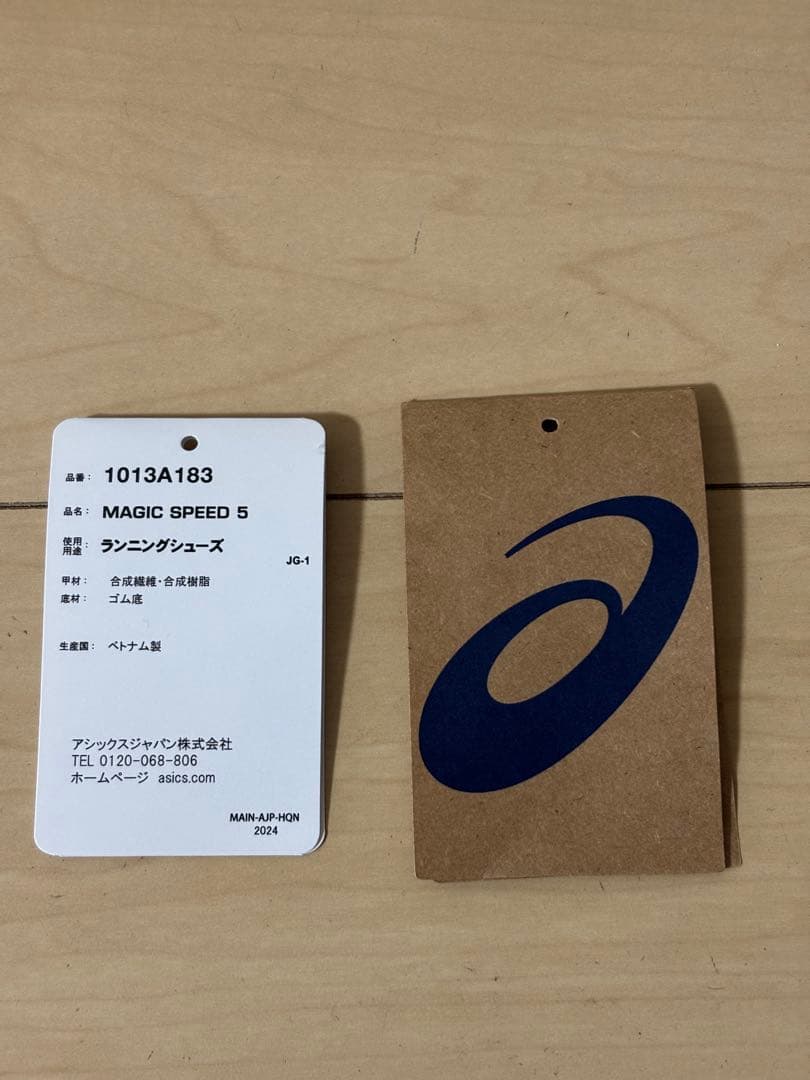 品番： 1013A183
品名： MAGIC SPEED 5
使用用途： ランニングシューズ
JG-1
甲材： 合成繊維・合成樹脂
底材： ゴム底
生産国： ベトナム製
アシックスジャパン株式会社
TEL 0120-068-806
ホームページ asics.com
MAIN-AJP-HQN
2024